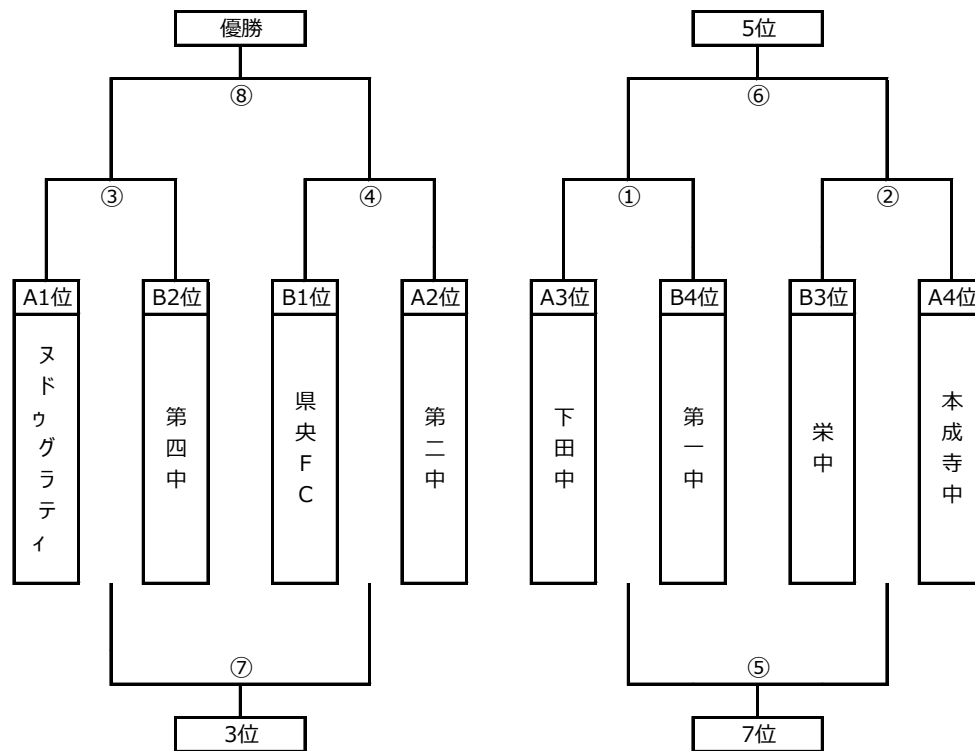 優勝
5位
⑧
⑥
③
④
①
②
A1位
B2位
B1位
A2位
A3位
B4位
B3位
A4位
ヌドゥグラティ
第四中
県央FC
第二中
下田中
第一中
栄中
本成寺中
⑦
⑤
3位
7位